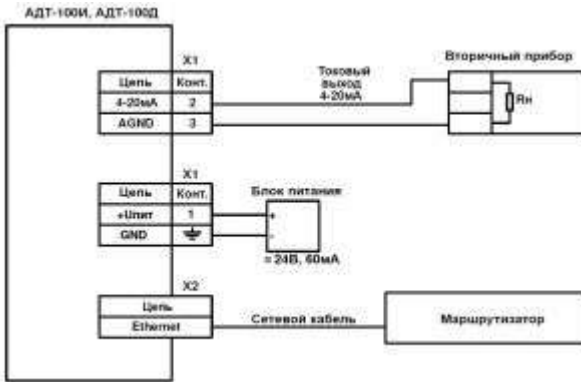 АДТ-100И, АДТ-100Д
X1
Цепь Конт.
4-20мА 2
AGND 3
Токовый
выход
4-20мА
Вторичный прибор
Rн
X1
Цепь Конт.
+Uпит 1
GND
Блок питания
+
-
= 24В, 60мА
X2
Цепь
Ethernet
Сетевой кабель
Маршрутизатор